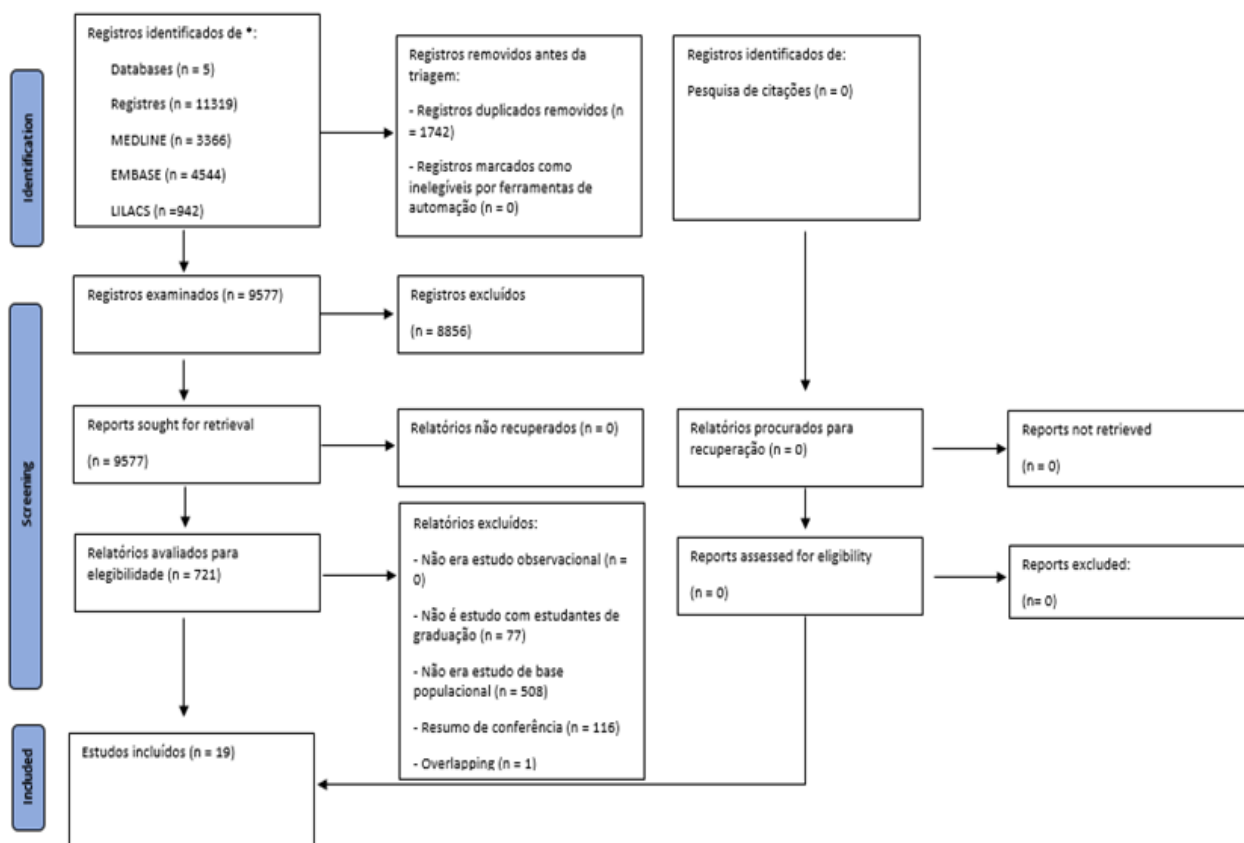 Identification
Registros identificados de *:
Databases (n = 5)
Registres (n = 11319)
MEDLINE (n = 3366)
EMBASE (n = 4544)
LILACS (n =942)
Registros removidos antes da
triagem:
- Registros duplicados removidos (n
= 1742)
- Registros marcados como
inelegíveis por ferramentas de
automação (n = 0)
Registros identificados de:
Pesquisa de citações (n = 0)
Screening
Registros examinados (n = 9577)
Registros excluídos
(n = 8856)
Reports sought for retrieval
(n = 9577)
Relatórios não recuperados (n = 0)
Relatórios procurados para
recuperação (n = 0)
Reports not retrieved
(n = 0)
Relatórios avaliados para
elegibilidade (n = 721)
Relatórios excluídos:
- Não era estudo observacional (n =
0)
- Não é estudo com estudantes de
graduação (n = 77)
- Não era estudo de base
populacional (n = 508)
- Resumo de conferência (n = 116)
- Overlapping (n = 1)
Reports assessed for eligibility
(n = 0)
Reports excluded:
(n= 0)
Included
Estudos incluídos (n = 19)